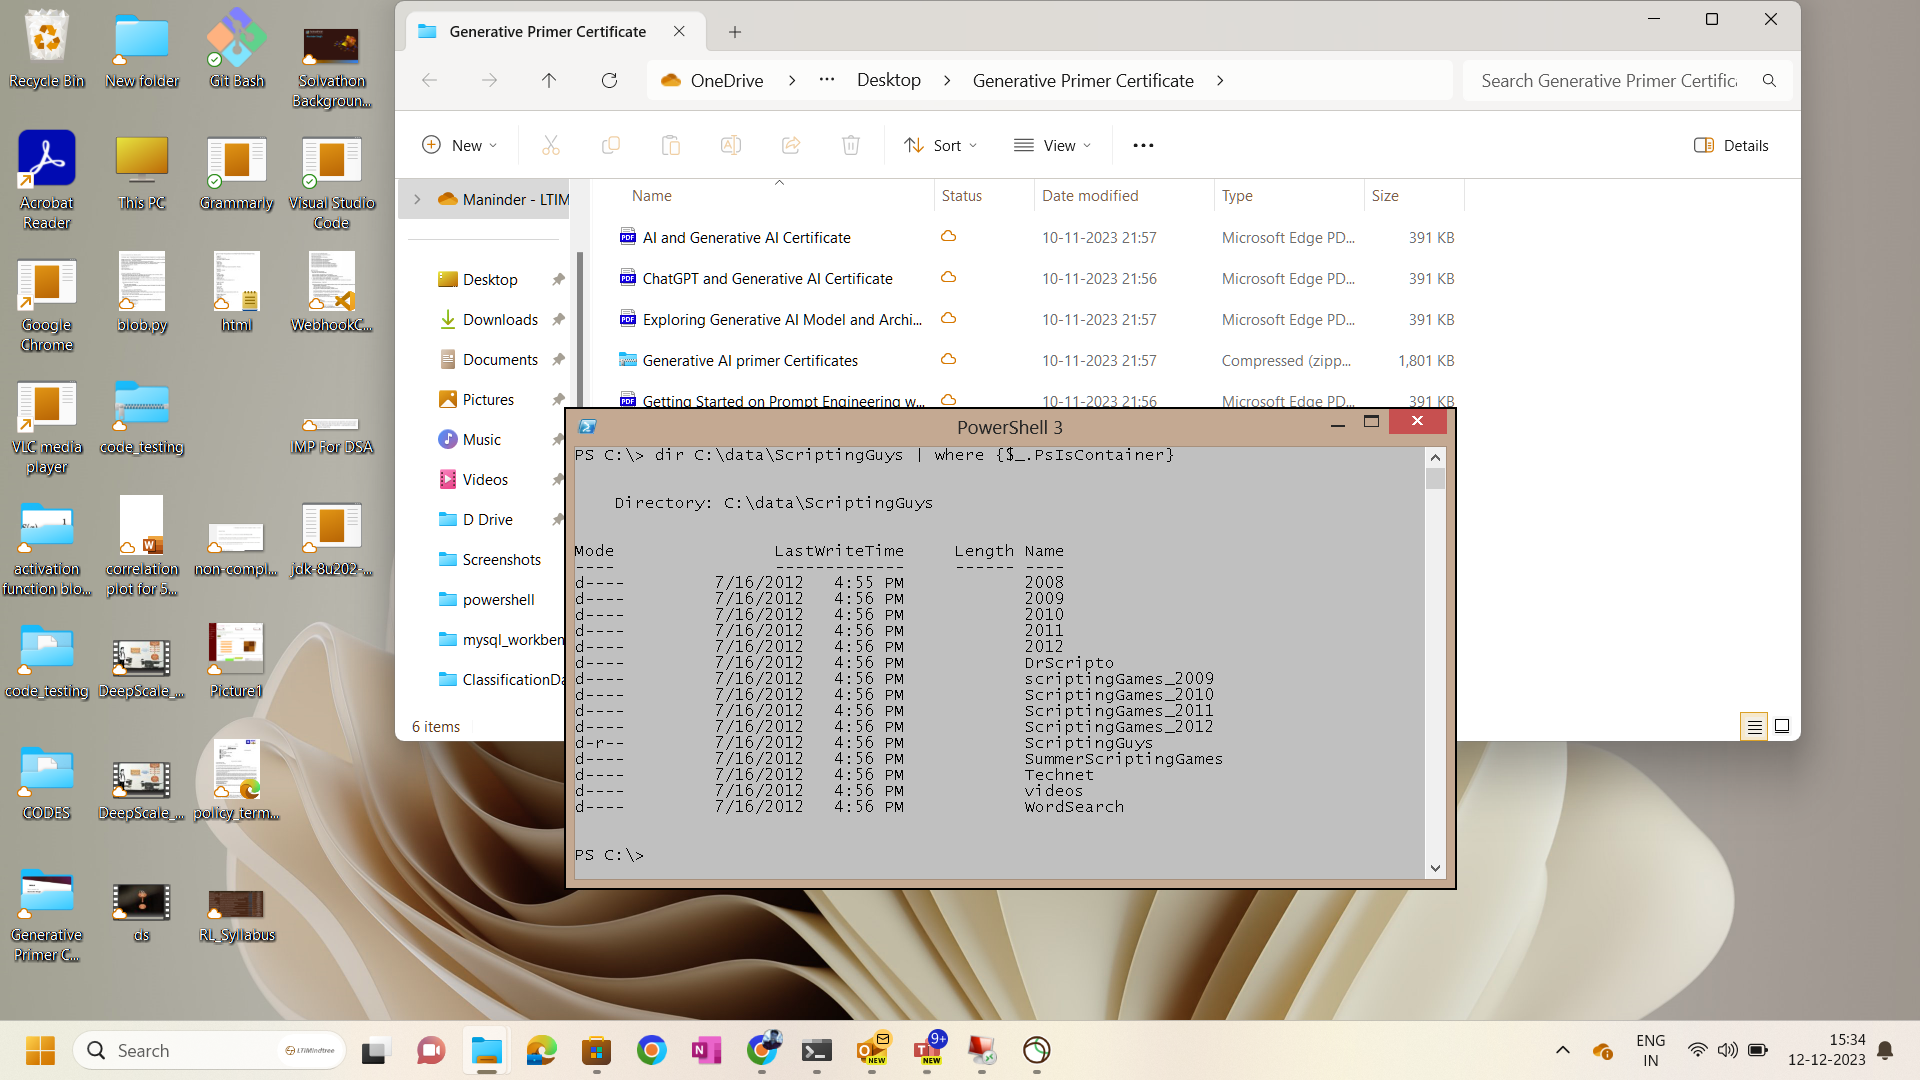 Recycle Bin
New folder
Git Bash
Solvathon
Backgroun...
Acrobat
Reader
This PC
Grammarly
Visual Studio
Code
Google
Chrome
blob.py
html
WebhookC...
VLC media
player
code_testing
IMP For DSA
activation
function blo...
correlation
plot for 5...
non-compl...
jdk-8u202-...
code_testing
DeepScale_...
Picture1
CODES
DeepScale_...
policy_term...
Generative
Primer C...
ds
RL_Syllabus
Generative Primer Certificate
OneDrive > ... Desktop > Generative Primer Certificate >
Search Generative Primer Certific
New
Sort
View
Details
Maninder - LTIM
Desktop
Downloads
Documents
Pictures
Music
Videos
D Drive
Screenshots
powershell
mysql_workben
ClassificationDa
6 items
Name Status Date modified Type Size
AI and Generative AI Certificate 10-11-2023 21:57 Microsoft Edge PD... 391 KB
ChatGPT and Generative AI Certificate 10-11-2023 21:56 Microsoft Edge PD... 391 KB
Exploring Generative AI Model and Archi... 10-11-2023 21:57 Microsoft Edge PD... 391 KB
Generative AI primer Certificates 10-11-2023 21:57 Compressed (zipp... 1,801 KB
Getting Started on Prompt Engineering w... 10-11-2023 21:56 Microsoft Edge PD... 391 KB
PowerShell 3
PS C:\> dir C:\data\ScriptingGuys | where {$_.PsIsContainer}
Directory: C:\data\ScriptingGuys
Mode LastWriteTime Length Name
---- ------------- ------ ----
d---- 7/16/2012 4:55 PM 2008
d---- 7/16/2012 4:56 PM 2009
d---- 7/16/2012 4:56 PM 2010
d---- 7/16/2012 4:56 PM 2011
d---- 7/16/2012 4:56 PM 2012
d---- 7/16/2012 4:56 PM DrScripto
d---- 7/16/2012 4:56 PM scriptingGames_2009
d---- 7/16/2012 4:56 PM ScriptingGames_2010
d---- 7/16/2012 4:56 PM ScriptingGames_2011
d---- 7/16/2012 4:56 PM ScriptingGames_2012
d-r-- 7/16/2012 4:56 PM ScriptingGuys
d---- 7/16/2012 4:56 PM SummerScriptingGames
d---- 7/16/2012 4:56 PM Technet
d---- 7/16/2012 4:56 PM videos
d---- 7/16/2012 4:56 PM WordSearch
PS C:\>
Search
LTIMindtree
NEW
9+
NEW
ENG
IN
15:34
12-12-2023